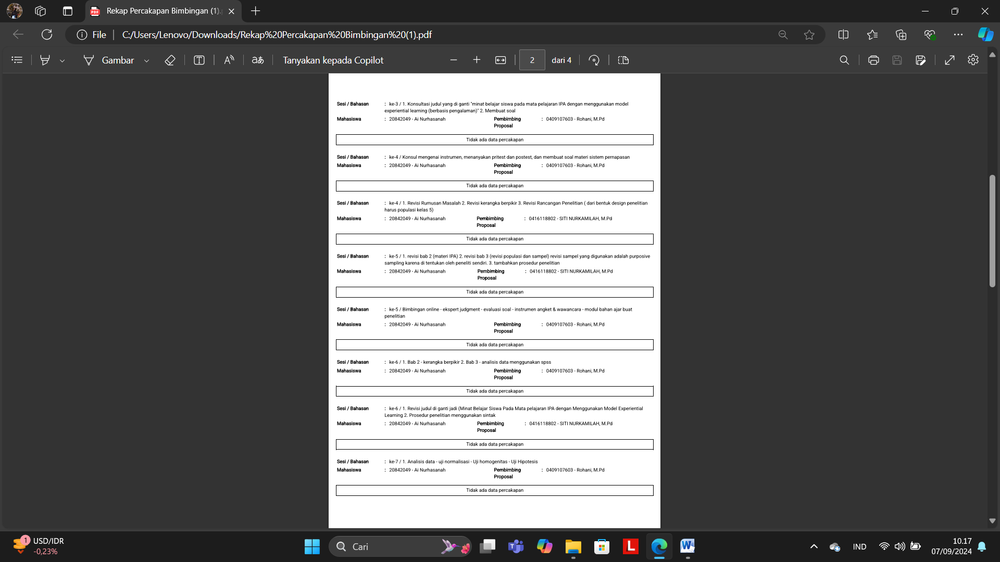 Rekap Percakapan Bimbingan (1).p
File
C:/Users/Lenovo/Downloads/Rekap%20Percakapan%20Bimbingan%20(1).pdf
Gambar
Tanyakan kepada Copilot
2 dari 4
Sesi / Bahasan : ke-3 / 1. Konsultasi judul yang di ganti "minat belajar siswa pada mata pelajaran IPA dengan menggunakan model
experiential learning (berbasis pengalaman)" 2. Membuat soal
Mahasiswa : 20842049 - Ai Nurhasanah Pembimbing : 0409107603 - Rohani, M.Pd
Proposal
Tidak ada data percakapan
Sesi / Bahasan : ke-4 / Konsul mengenai instrumen, menanyakan pritest dan postest, dan membuat soal materi sistem pernapasan
Mahasiswa : 20842049 - Ai Nurhasanah Pembimbing : 0409107603 - Rohani, M.Pd
Proposal
Tidak ada data percakapan
Sesi / Bahasan : ke-4 / 1. Revisi Rumusan Masalah 2. Revisi kerangka berpikir 3. Revisi Rancangan Penelitian ( dari bentuk design penelitian
harus populasi kelas 5)
Mahasiswa : 20842049 - Ai Nurhasanah Pembimbing : 0416118802 - SITI NURKAMILAH, M.Pd
Proposal
Tidak ada data percakapan
Sesi / Bahasan : ke-5 / 1. revisi bab 2 (materi IPA) 2. revisi bab 3 (revisi populasi dan sampel) revisi sampel yang digunakan adalah purposive
sampling karena di tentukan oleh peneliti sendiri. 3. tambahkan prosedur penelitian
Mahasiswa : 20842049 - Ai Nurhasanah Pembimbing : 0416118802 - SITI NURKAMILAH, M.Pd
Proposal
Tidak ada data percakapan
Sesi / Bahasan : ke-5 / Bimbingan online - ekspert judgment - evaluasi soal - instrumen angket & wawancara - modul bahan ajar buat
penelitian
Mahasiswa : 20842049 - Ai Nurhasanah Pembimbing : 0409107603 - Rohani, M.Pd
Proposal
Tidak ada data percakapan
Sesi / Bahasan : ke-6 / 1. Bab 2 - kerangka berpikir 2. Bab 3 - analisis data menggunakan spss
Mahasiswa : 20842049 - Ai Nurhasanah Pembimbing : 0409107603 - Rohani, M.Pd
Proposal
Tidak ada data percakapan
Sesi / Bahasan : ke-6 / 1. Revisi judul di ganti jadi (Minat Belajar Siswa Pada Mata pelajaran IPA dengan Menggunakan Model Experiential
Learning 2. Prosedur penelitian menggunakan sintak
Mahasiswa : 20842049 - Ai Nurhasanah Pembimbing : 0416118802 - SITI NURKAMILAH, M.Pd
Proposal
Tidak ada data percakapan
Sesi / Bahasan : ke-7 / 1. Analisis data - uji normalisasi - Uji homogenitas - Uji Hipotesis
Mahasiswa : 20842049 - Ai Nurhasanah Pembimbing : 0409107603 - Rohani, M.Pd
Proposal
Tidak ada data percakapan
1
USD/IDR
-0,23%
Cari
IND
10.17
07/09/2024